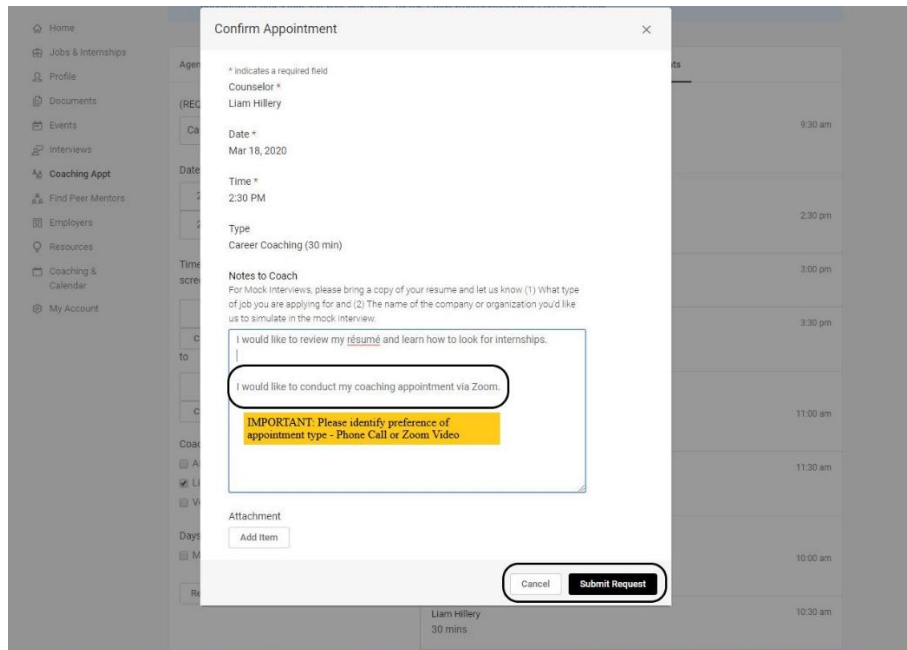 Home
Jobs & Internships
Profile
Documents
Events
Interviews
Coaching Appt
Find Peer Mentors
Employers
Resources
Coaching &
Calendar
My Account
Confirm Appointment
* indicates a required field
Counselor *
Liam Hillery
Date *
Mar 18, 2020
Time *
2:30 PM
Type
Career Coaching (30 min)
Notes to Coach
For Mock Interviews, please bring a copy of your resume and let us know (1) What type
of job you are applying for and (2) The name of the company or organization you'd like
us to simulate in the mock interview.
I would like to review my résumé and learn how to look for internships.
I would like to conduct my coaching appointment via Zoom.
IMPORTANT: Please identify preference of
appointment type - Phone Call or Zoom Video
Attachment
Add Item
Cancel
Submit Request
Date
to
Days
9:30 am
2:30 pm
3:00 pm
3:30 pm
11:00 am
11:30 am
10:00 am
Liam Hillery
10:30 am
30 mins